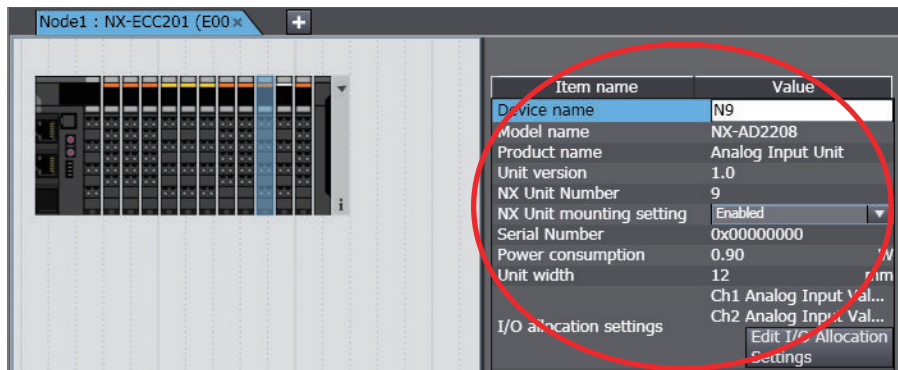 Node1 : NX-ECC201 (E00 × +
Item name Value
Device name N9
Model name NX-AD2208
Product name Analog Input Unit
Unit version 1.0
NX Unit Number 9
NX Unit mounting setting Enabled
Serial Number 0x00000000
Power consumption 0.90 W
Unit width 12 mm
Ch1 Analog Input Val...
Ch2 Analog Input Val...
I/O allocation settings
Edit I/O Allocation
Settings
i